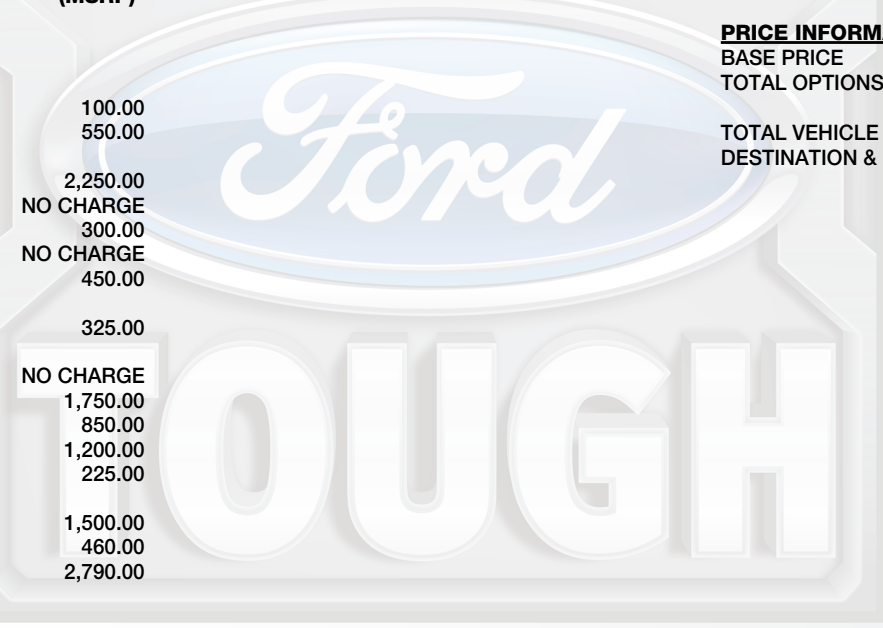 (MSRP)
100.00
550.00
2,250.00
NO CHARGE
300.00
NO CHARGE
450.00
325.00
NO CHARGE
1,750.00
850.00
1,200.00
225.00
1,500.00
460.00
2,790.00
PRICE INFORMA
BASE PRICE
TOTAL OPTIONS
TOTAL VEHICLE
DESTINATION &
Ford
TOUGH